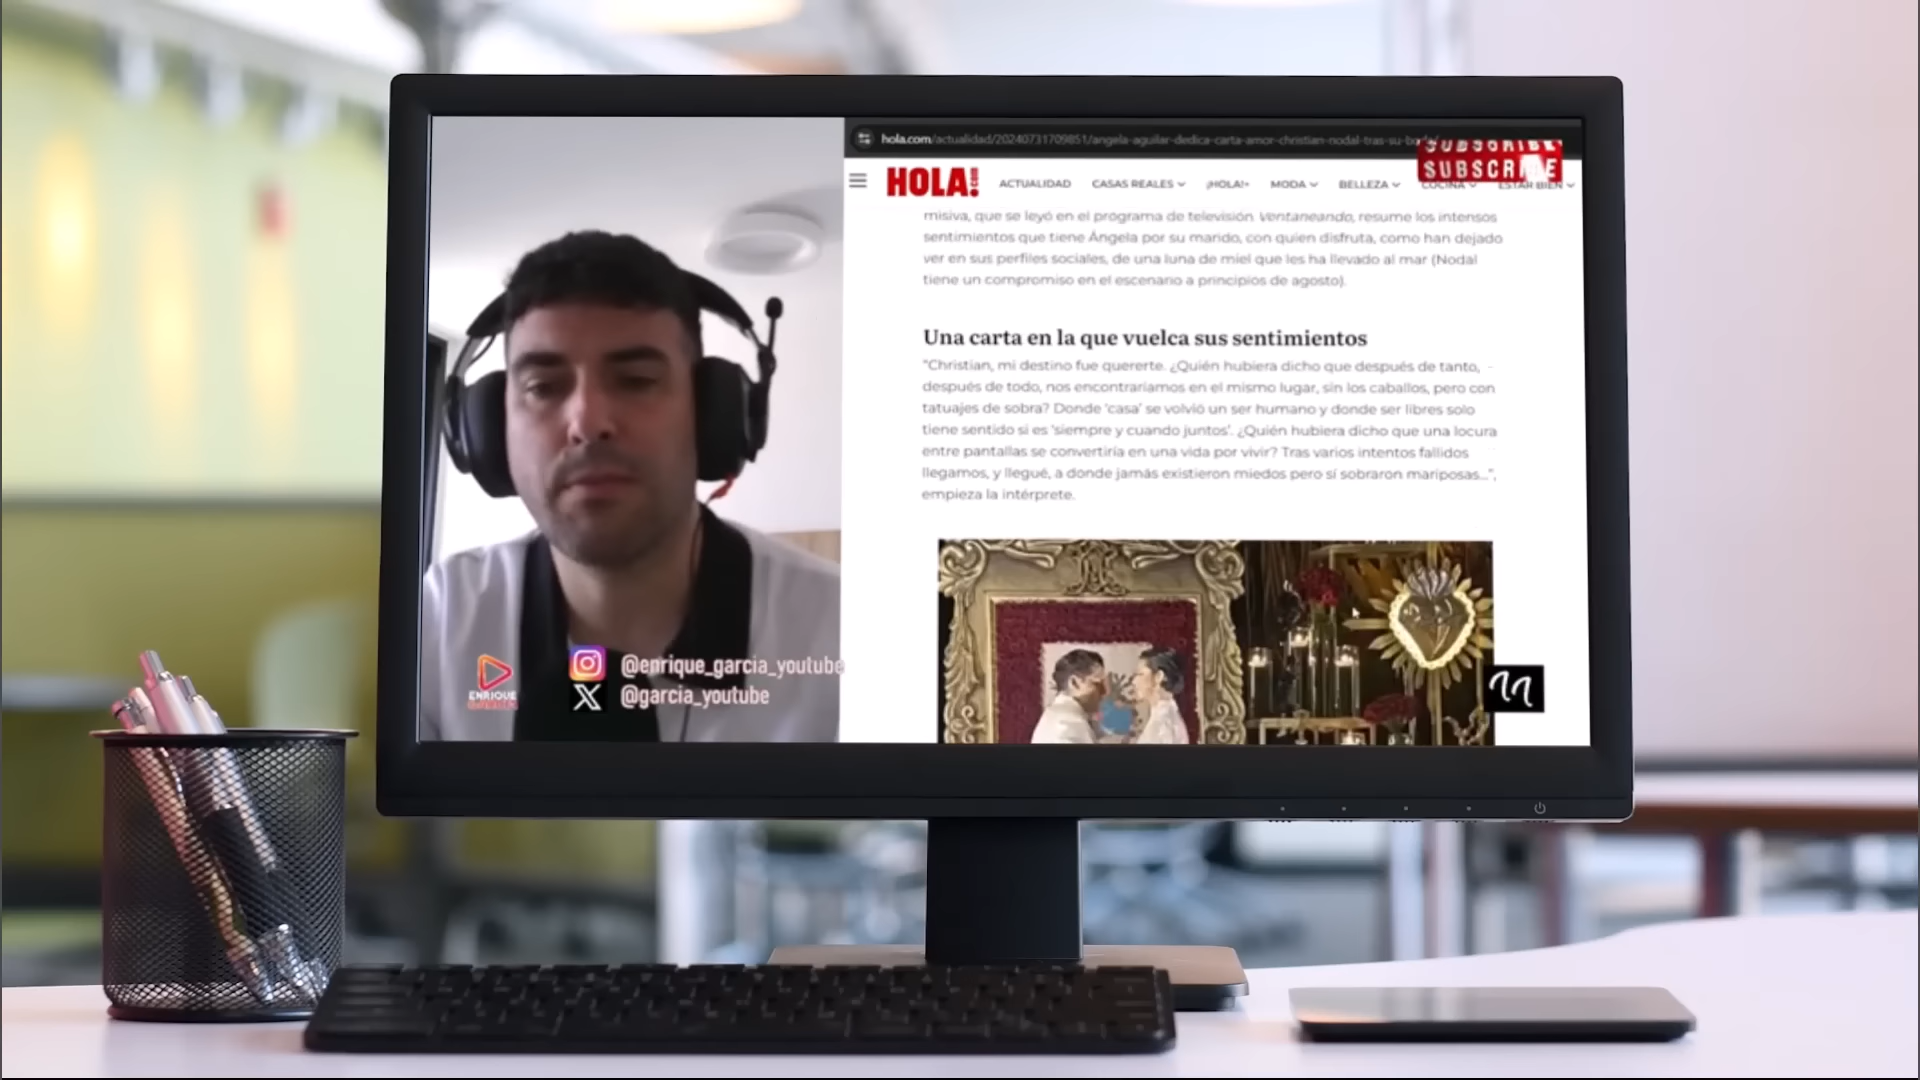 hola.com/actualidad/20240731709851/angela-aguilar-dedica-carta-amor-christian-nodal-tras-su-boda/
SUBSCRIBE
SUBSCRIBE
HOLA!.com
ACTUALIDAD CASAS REALES ¡HOLA!+ MODA BELLEZA COCINA ESTAR BIEN
misiva, que se leyó en el programa de televisión Ventaneando, resume los intensos
sentimientos que tiene Ángela por su marido, con quien disfruta, como han dejado
ver en sus perfiles sociales, de una luna de miel que les ha llevado al mar (Nodal
tiene un compromiso en el escenario a principios de agosto).
Una carta en la que vuelca sus sentimientos
"Christian, mi destino fue quererte. ¿Quién hubiera dicho que después de tanto,
después de todo, nos encontraríamos en el mismo lugar, sin los caballos, pero con
tatuajes de sobra? Donde 'casa' se volvió un ser humano y donde ser libres solo
tiene sentido si es 'siempre y cuando juntos'. ¿Quién hubiera dicho que una locura
entre pantallas se convertiría en una vida por vivir? Tras varios intentos fallidos
llegamos, y llegué, a donde jamás existieron miedos pero sí sobraron mariposas...",
empieza la intérprete.
ENRIQUE
@enrique_garcia_youtube
@garcia_youtube